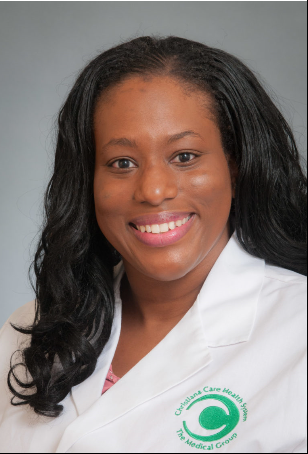 Christiana Care Health System
The Medical Group